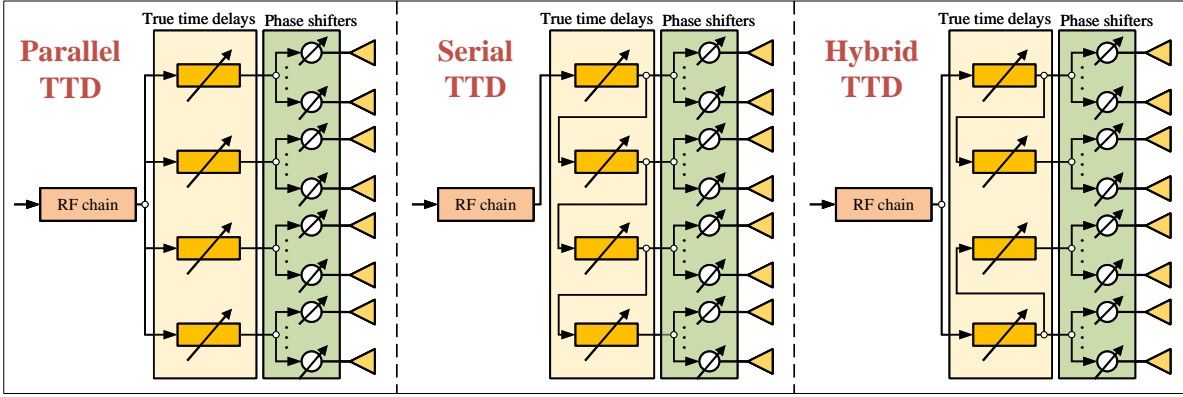 True time delays Phase shifters
Parallel
TTD
RF chain
True time delays Phase shifters
Serial
TTD
RF chain
True time delays Phase shifters
Hybrid
TTD
RF chain